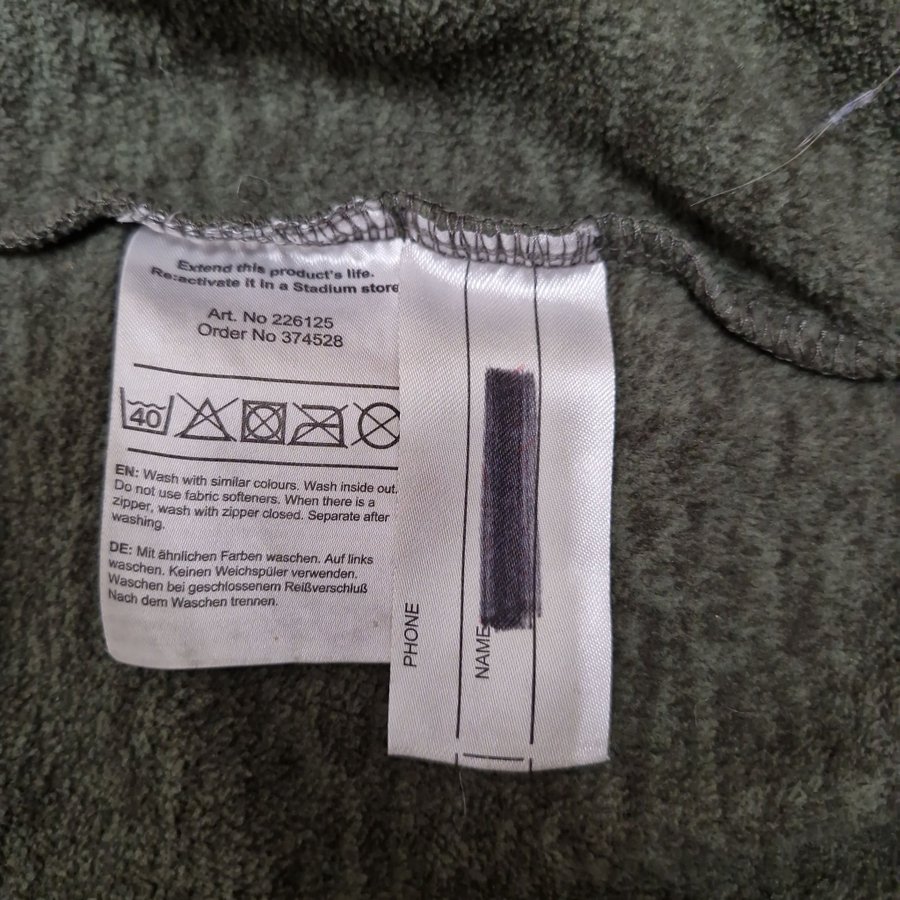 Extend this product's life.
Re:activate it in a Stadium store
Art. No 226125
Order No 374528
40
EN: Wash with similar colours. Wash inside out.
Do not use fabric softeners. When there is a
zipper, wash with zipper closed. Separate after
washing.
DE: Mit ähnlichen Farben waschen. Auf links
waschen. Keinen Weichspüler verwenden.
Waschen bei geschlossenem Reißverschluß
Nach dem Waschen trennen.
PHONE
NAME